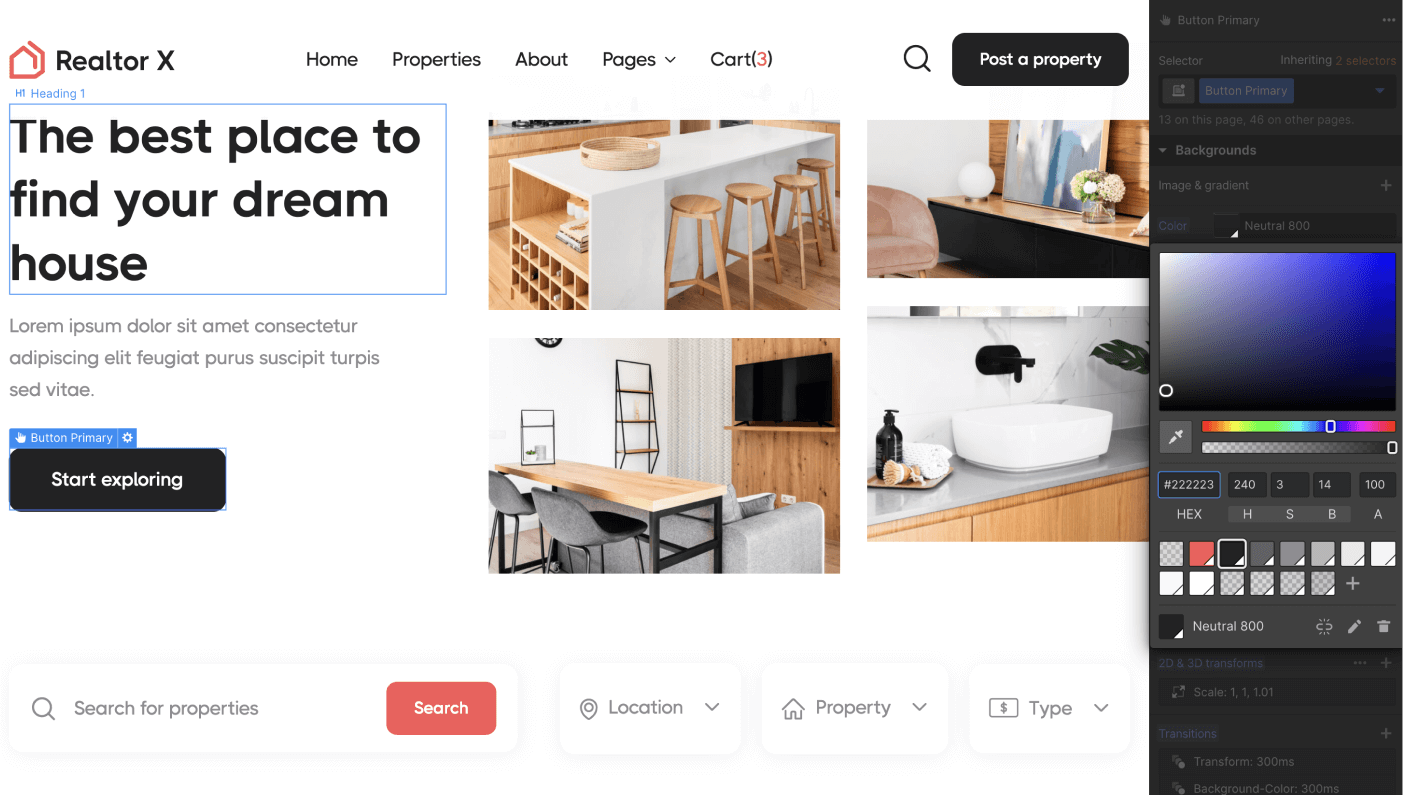 Realtor X
Home
Properties
About
Pages
Cart(3)
Post a property
H1 Heading 1
The best place to
find your dream
house
Lorem ipsum dolor sit amet consectetur
adipiscing elit feugiat purus suscipit turpis
sed vitae.
Button Primary
Start exploring
Search for properties
Search
Location
Property
$
Type
Button Primary
Selector
Inheriting 2 selectors
Button Primary
13 on this page, 46 on other pages.
Backgrounds
Image & gradient
Color
Neutral 800
#222223
240
3
14
100
HEX
H
S
B
A
Neutral 800
2D & 3D transforms
Scale: 1, 1, 1.01
Transitions
Transform: 300ms
Background-Color: 300ms